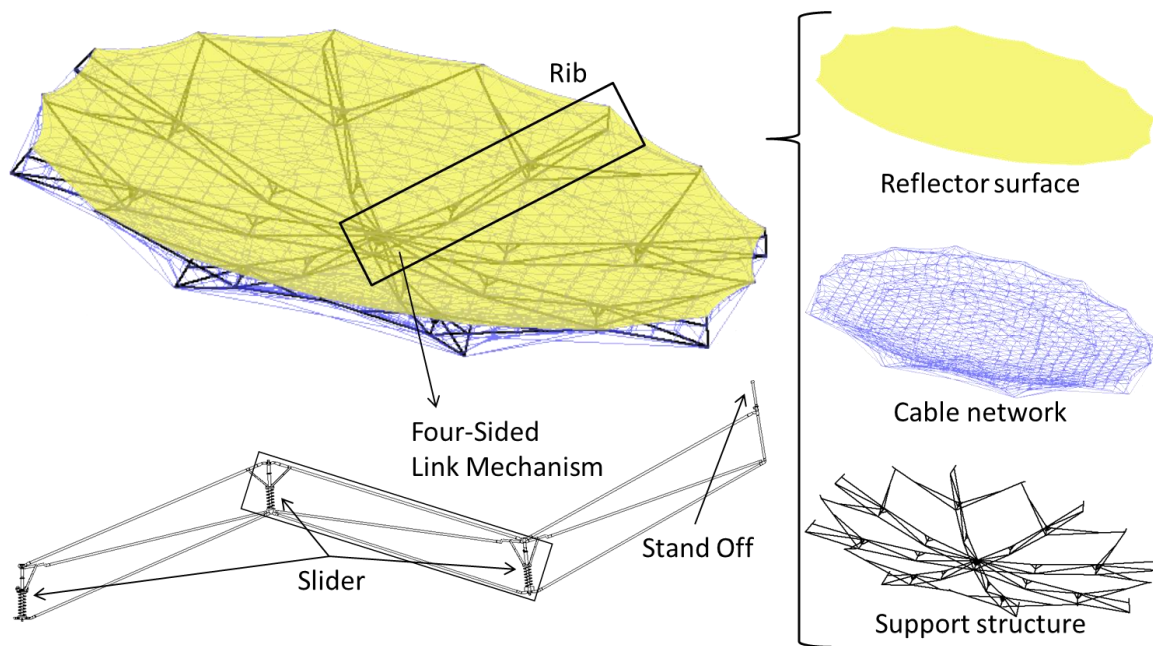 Rib
Reflector surface
Cable network
Four-Sided
Link Mechanism
Stand Off
Slider
Support structure